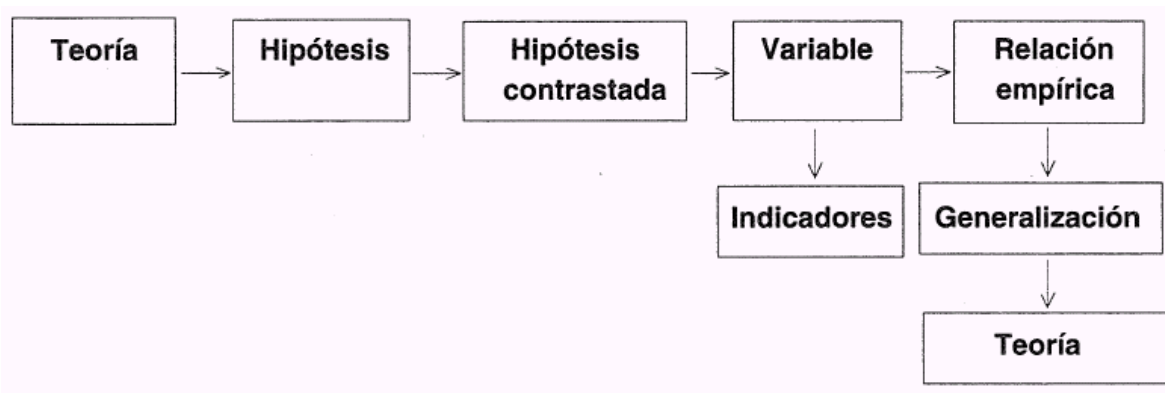 Teoría
Hipótesis
Hipótesis
contrastada
Variable
Relación
empírica
Indicadores
Generalización
Teoría